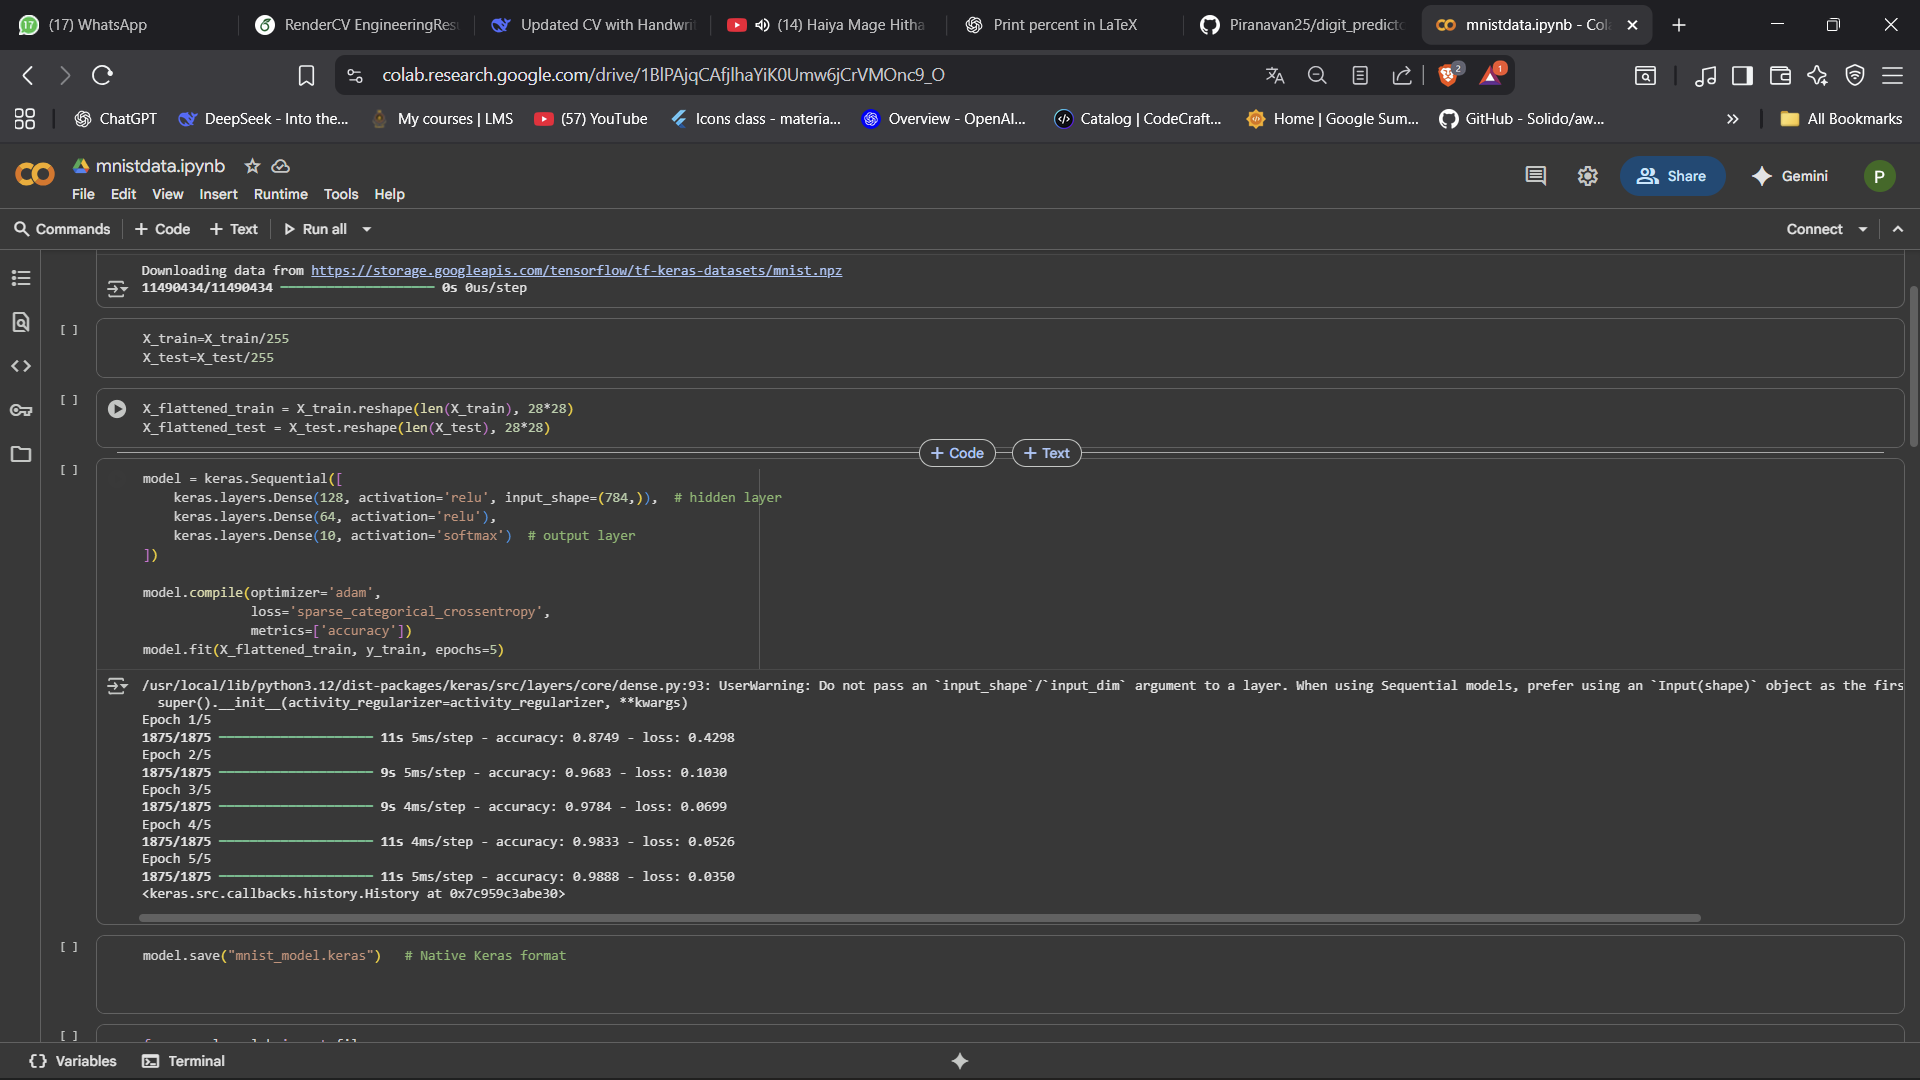 17 (17) WhatsApp
RenderCV EngineeringRes
Updated CV with Handwri
(14) Haiya Mage Hitha
Print percent in LaTeX
Piranavan25/digit_predicto
mnistdata.ipynb - Col
colab.research.google.com/drive/1BlPAjqCAfjlhaYiK0Umw6jCrVMOnc9_O
2
1
ChatGPT
DeepSeek - Into the...
My courses | LMS
(57) YouTube
Icons class - materia...
Overview - OpenAI...
Catalog | CodeCraft...
Home | Google Sum...
GitHub - Solido/aw...
All Bookmarks
mnistdata.ipynb
File Edit View Insert Runtime Tools Help
Share
Gemini
P
Commands + Code + Text Run all
Connect
Downloading data from https://storage.googleapis.com/tensorflow/tf-keras-datasets/mnist.npz
11490434/11490434 0s 0us/step
[ ]
X_train=X_train/255
X_test=X_test/255
[ ]
X_flattened_train = X_train.reshape(len(X_train), 28*28)
X_flattened_test = X_test.reshape(len(X_test), 28*28)
+ Code + Text
[ ]
model = keras.Sequential([
keras.layers.Dense(128, activation='relu', input_shape=(784,)), # hidden layer
keras.layers.Dense(64, activation='relu'),
keras.layers.Dense(10, activation='softmax') # output layer
])
model.compile(optimizer='adam',
loss='sparse_categorical_crossentropy',
metrics=['accuracy'])
model.fit(X_flattened_train, y_train, epochs=5)
/usr/local/lib/python3.12/dist-packages/keras/src/layers/core/dense.py:93: UserWarning: Do not pass an `input_shape`/`input_dim` argument to a layer. When using Sequential models, prefer using an `Input(shape)` object as the firs
super().__init__(activity_regularizer=activity_regularizer, **kwargs)
Epoch 1/5
1875/1875 11s 5ms/step - accuracy: 0.8749 - loss: 0.4298
Epoch 2/5
1875/1875 9s 5ms/step - accuracy: 0.9683 - loss: 0.1030
Epoch 3/5
1875/1875 9s 4ms/step - accuracy: 0.9784 - loss: 0.0699
Epoch 4/5
1875/1875 11s 4ms/step - accuracy: 0.9833 - loss: 0.0526
Epoch 5/5
1875/1875 11s 5ms/step - accuracy: 0.9888 - loss: 0.0350
<keras.src.callbacks.history.History at 0x7c959c3abe30>
[ ]
model.save("mnist_model.keras") # Native Keras format
[ ]
Variables Terminal